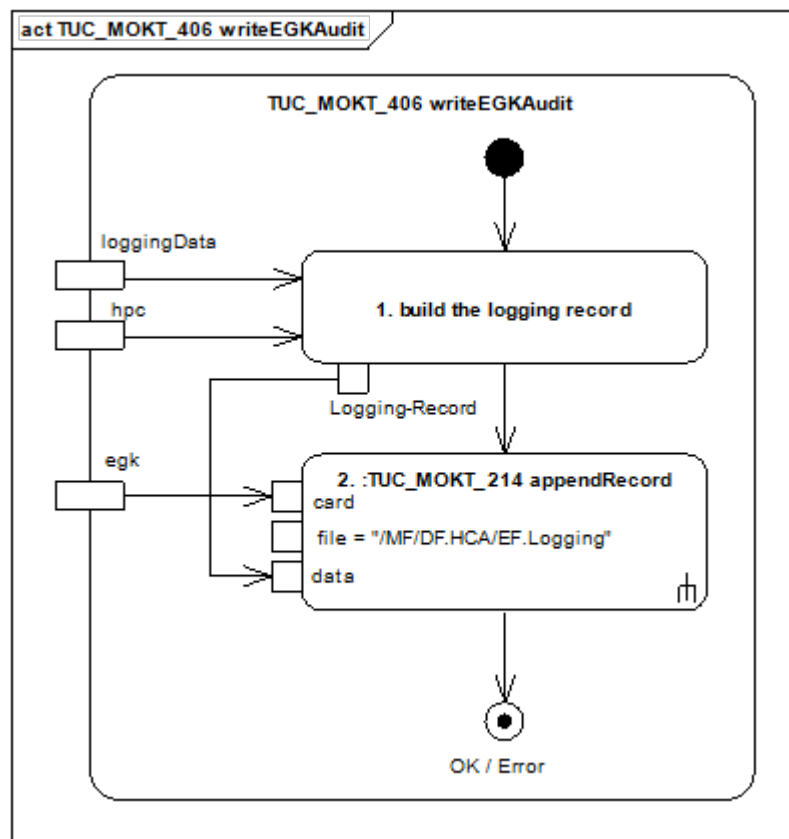 act TUC_MOKT_406 writeEGKAudit
TUC_MOKT_406 writeEGKAudit
loggingData
hpc
1. build the logging record
Logging-Record
egk
2. :TUC_MOKT_214 appendRecord
card
file = "/MF/DF.HCA/EF.Logging"
data
OK / Error